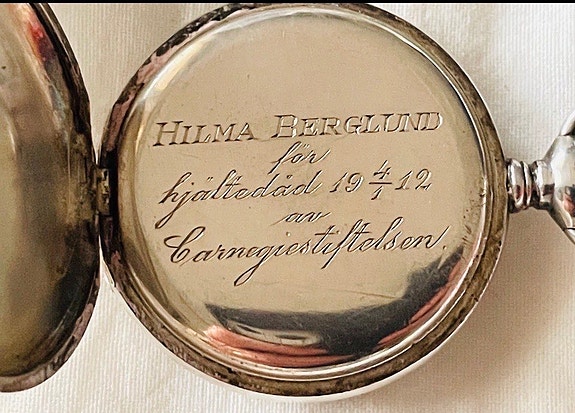 HILMA BERGLUND
för
hjältedåd 19 4/1 12
av
Carnegiestiftelsen.